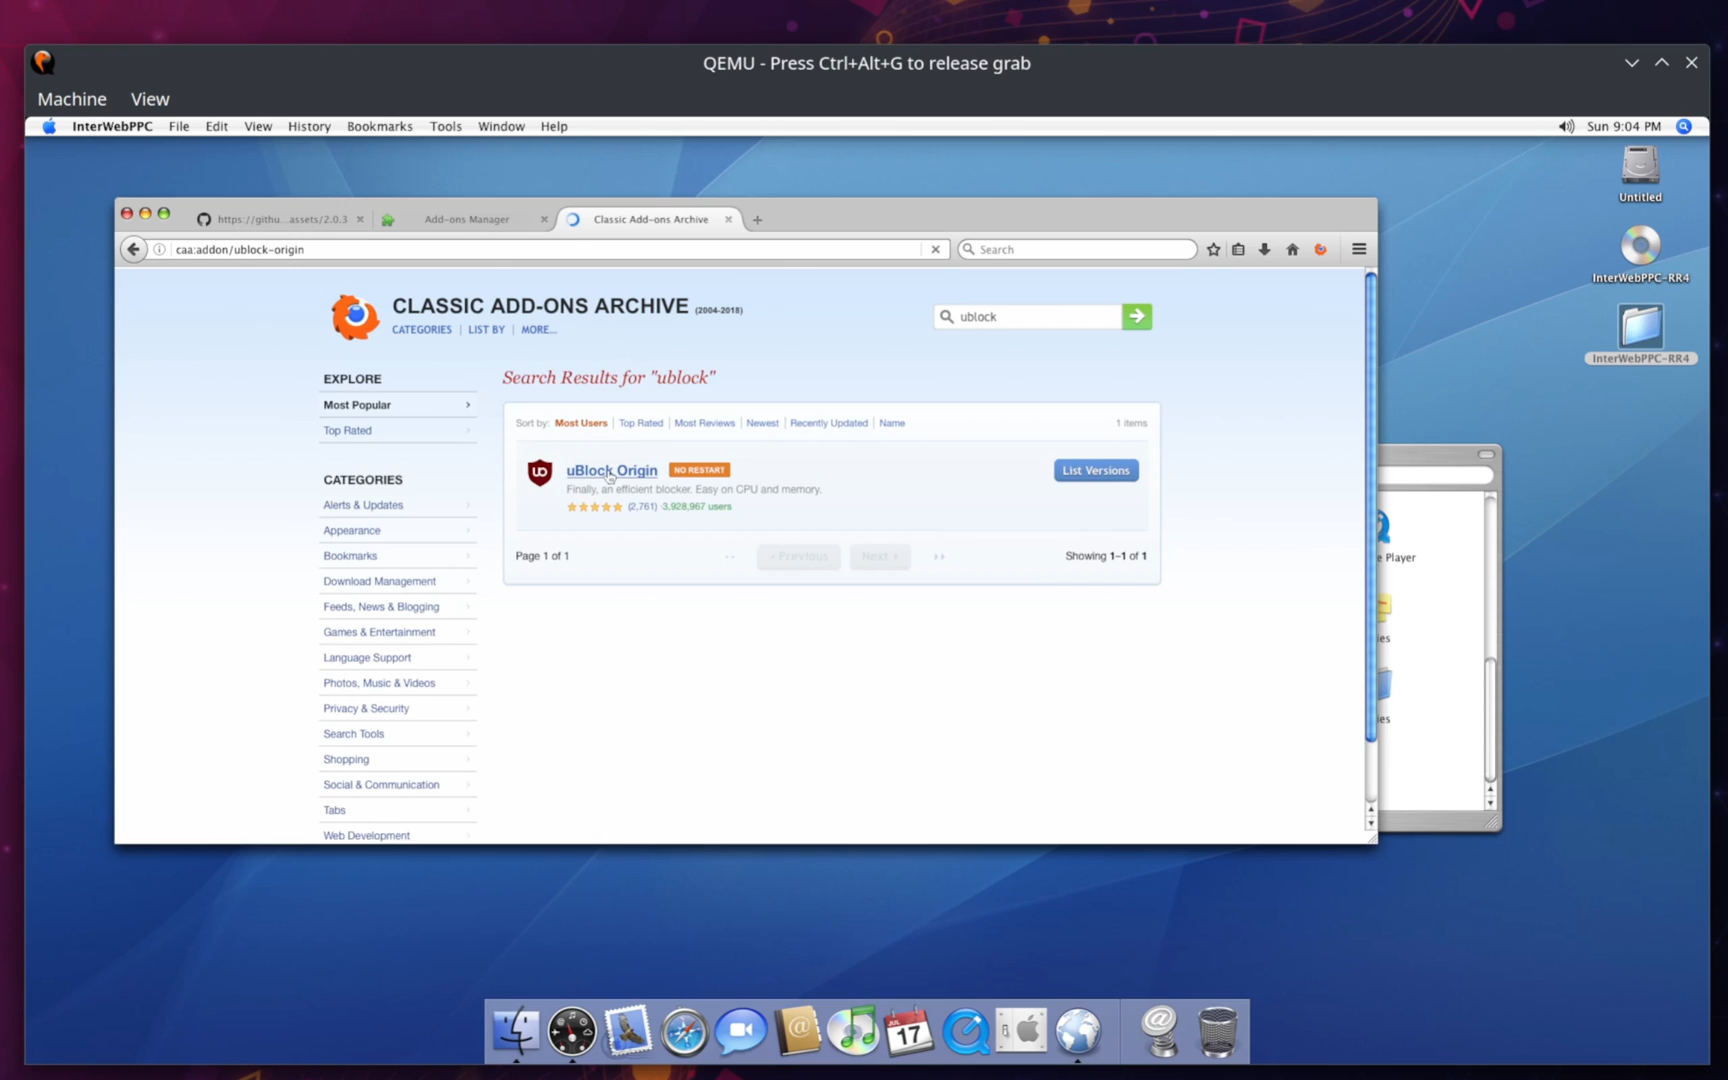 QEMU - Press Ctrl+Alt+G to release grab
Machine View
InterWebPPC File Edit View History Bookmarks Tools Window Help
Sun 9:04 PM
Untitled
InterWebPPC-RR4
InterWebPPC-RR4
https://githu...assets/2.0.3
Add-ons Manager
Classic Add-ons Archive
caa:addon/ublock-origin
Search
CLASSIC ADD-ONS ARCHIVE (2004-2018)
CATEGORIES | LIST BY | MORE...
ublock
EXPLORE
Most Popular
Top Rated
CATEGORIES
Alerts & Updates
Appearance
Bookmarks
Download Management
Feeds, News & Blogging
Games & Entertainment
Language Support
Photos, Music & Videos
Privacy & Security
Search Tools
Shopping
Social & Communication
Tabs
Web Development
Search Results for "ublock"
Sort by: Most Users | Top Rated | Most Reviews | Newest | Recently Updated | Name
1 items
UO
uBlock Origin NO RESTART
List Versions
Finally, an efficient blocker. Easy on CPU and memory.
(2,761) · 3,928,967 users
Page 1 of 1
Previous
Next
Showing 1–1 of 1
e Player
ies
ies
JUL
17